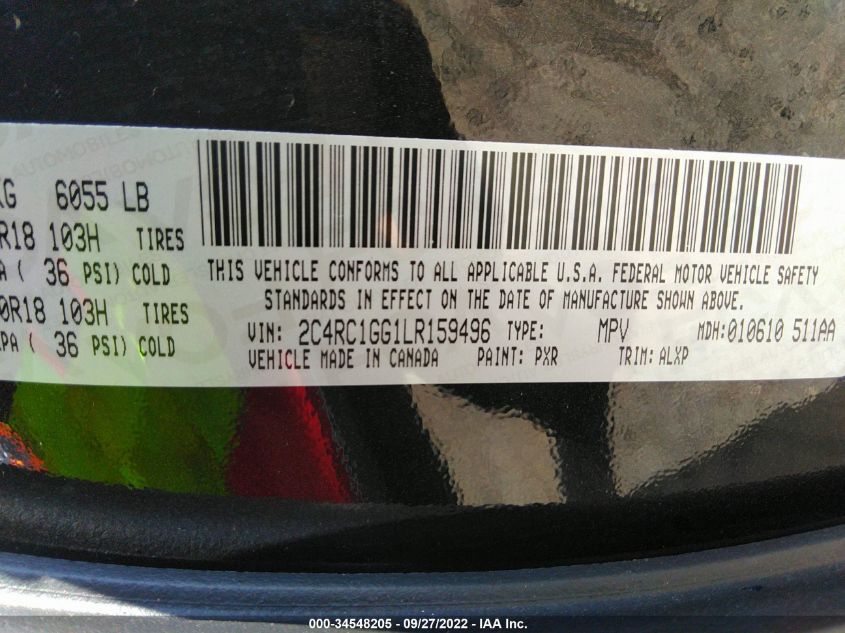 KG 6055 LB
R18 103H TIRES
A ( 36 PSI) COLD
0R18 103H TIRES
KPA ( 36 PSI) COLD
THIS VEHICLE CONFORMS TO ALL APPLICABLE U.S.A. FEDERAL MOTOR VEHICLE SAFETY
STANDARDS IN EFFECT ON THE DATE OF MANUFACTURE SHOWN ABOVE.
VIN: 2C4RC1GG1LR159496 TYPE: MPV MDH:010610 511AA
VEHICLE MADE IN CANADA PAINT: PXR TRIM: ALXP
000-34548205 - 09/27/2022 - IAA Inc.